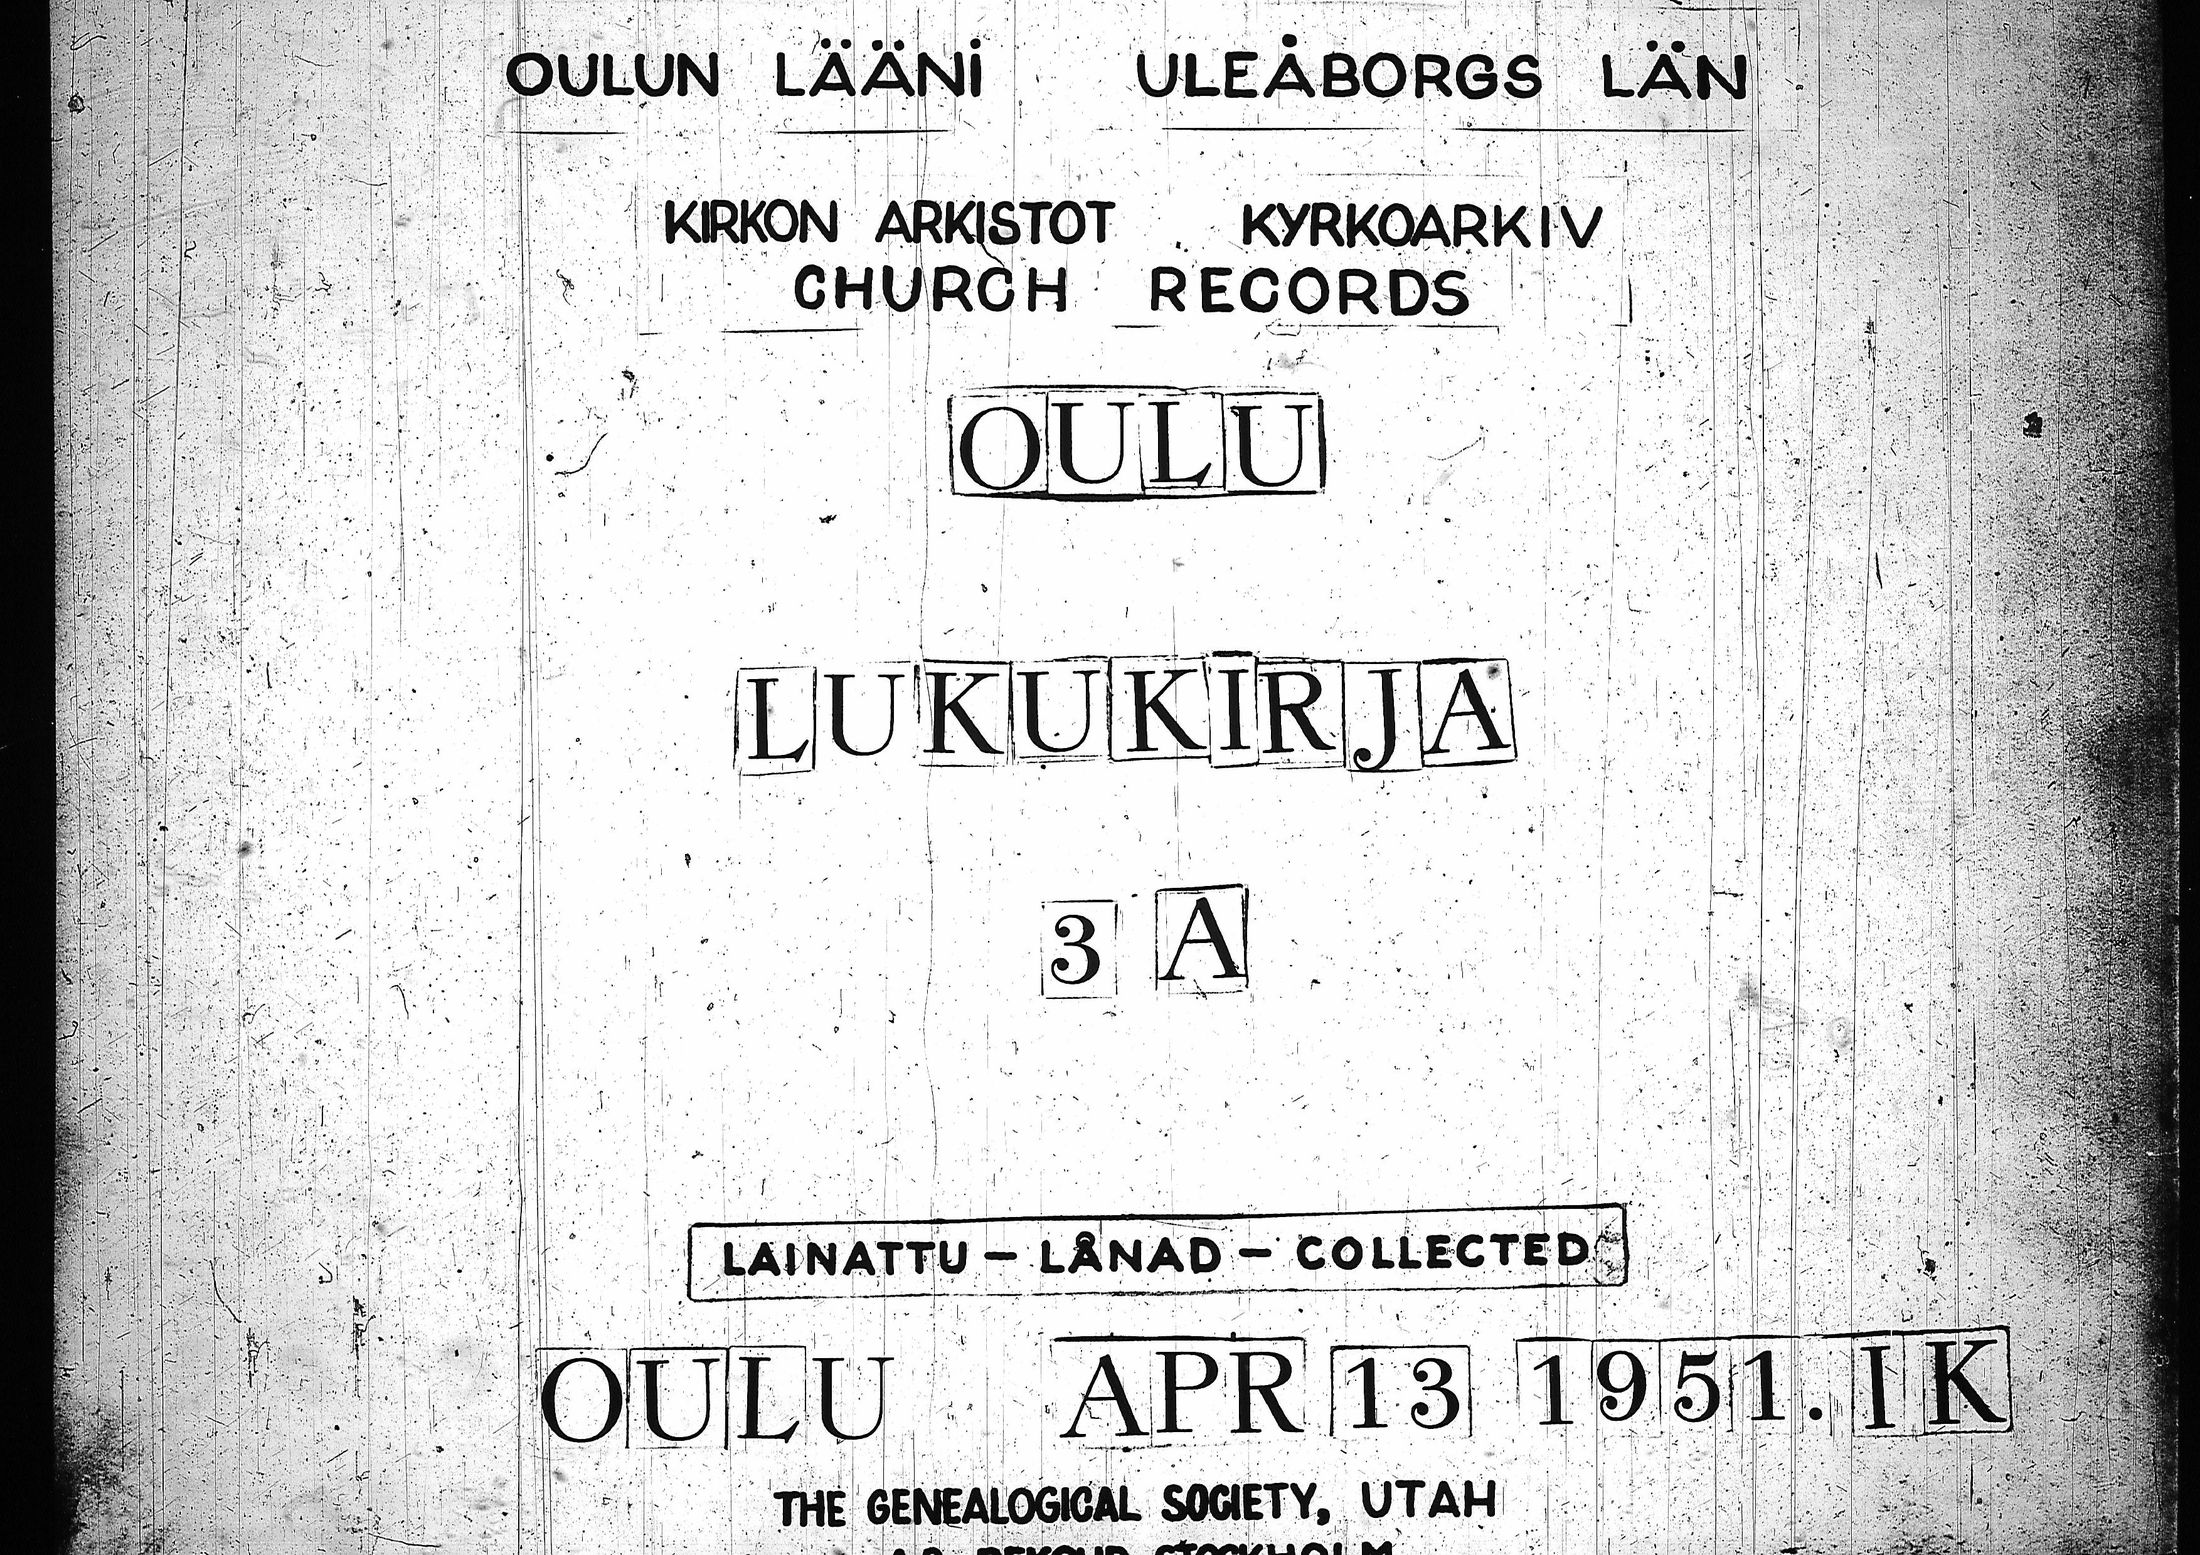 OULUN LÄÄNI ULEÅBORGS LÄN
KIRKON ARKISTOT KYRKOARKIV
CHURCH RECORDS
OULU
LUKUKIRJA
3 A
LAINATTU – LÅNAD – COLLECTED
OULU APR 13 1951. IK
THE GENEALOGICAL SOCIETY, UTAH
STOCKHOLM